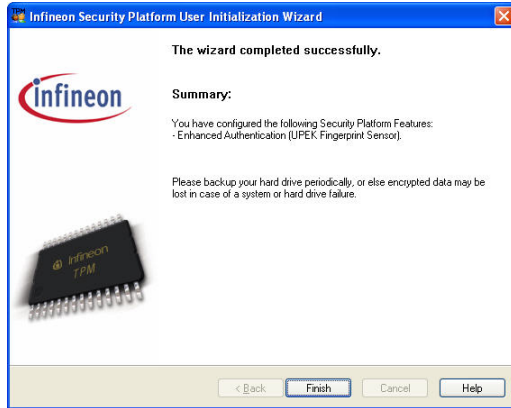 Infineon Security Platform User Initialization Wizard
The wizard completed successfully.
Infineon
Summary:
You have configured the following Security Platform Features:
- Enhanced Authentication (UPEK Fingerprint Sensor).
Please backup your hard drive periodically, or else encrypted data may be
lost in case of a system or hard drive failure.
Infineon
TPM
< Back
Finish
Cancel
Help